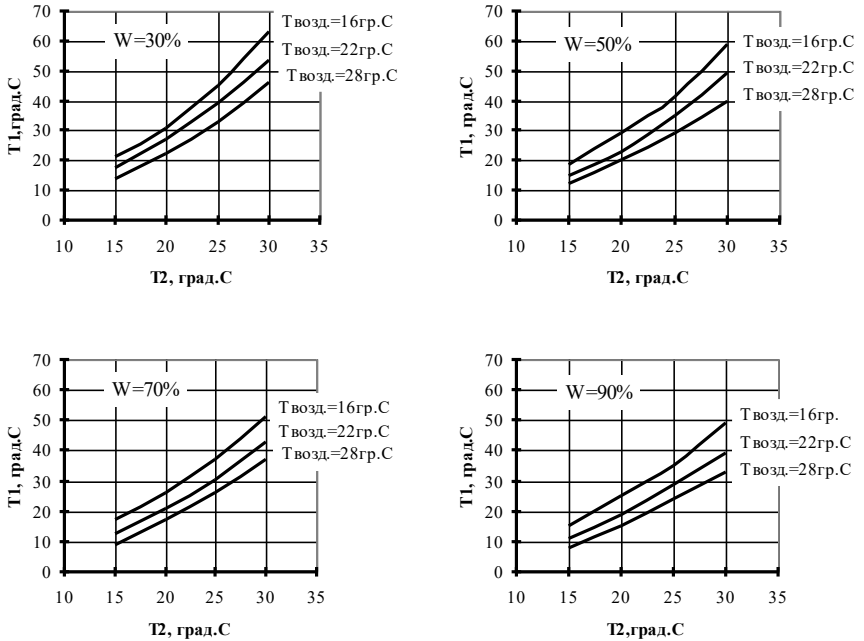 70
60
50
40
30
20
10
0
10 15 20 25 30 35
T1,град.С
T2, град.С
W=30%
Tвозд.=16гр.С
Tвозд.=22гр.С
Tвозд.=28гр.С
70
60
50
40
30
20
10
0
10 15 20 25 30 35
T1, град.С
T2, град.С
W=50%
Tвозд.=16гр.С
Tвозд.=22гр.С
Tвозд.=28гр.С
70
60
50
40
30
20
10
0
10 15 20 25 30 35
T1, град.С
T2, град.С
W=70%
Tвозд.=16гр.С
Tвозд.=22гр.С
Tвозд.=28гр.С
70
60
50
40
30
20
10
0
10 15 20 25 30 35
T1, град.С
T2,град.С
W=90%
Tвозд.=16гр.
Tвозд.=22гр.С
Tвозд.=28гр.С